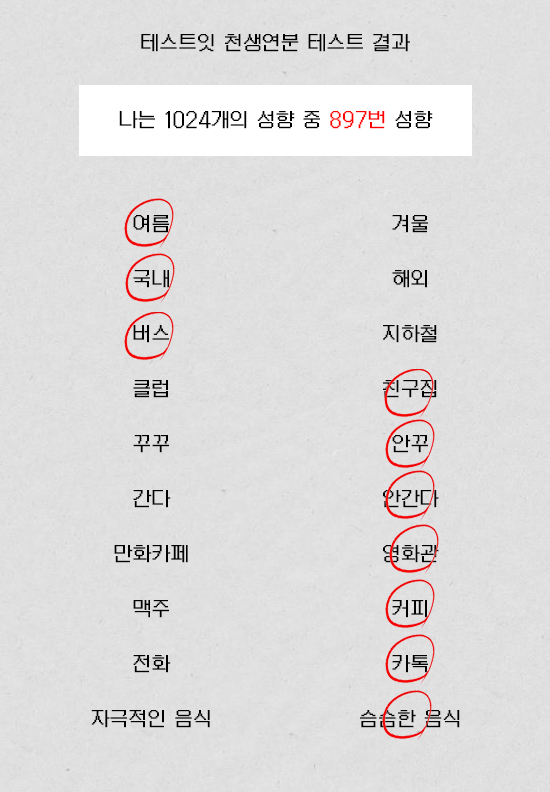 테스트잇 천생연분 테스트 결과
나는 1024개의 성향 중 897번 성향
여름 겨울
국내 해외
버스 지하철
클럽 친구집
꾸꾸 안꾸
간다 안간다
만화카페 영화관
맥주 커피
전화 카톡
자극적인 음식 슴슴한 음식